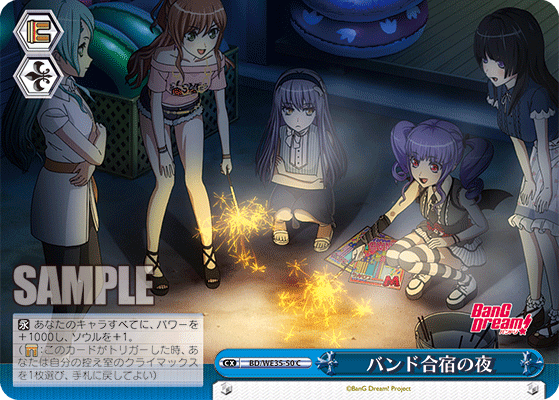 SAMPLE
永 あなたのキャラすべてに、パワーを
+1000し、ソウルを+1。
(:このカードがトリガーした時、あ
なたは自分の控え室のクライマックス
を1枚選び、手札に戻してよい)
BanG
Dream!
CX BD/WE35-50 C バンド合宿の夜
©BanG Dream! Project